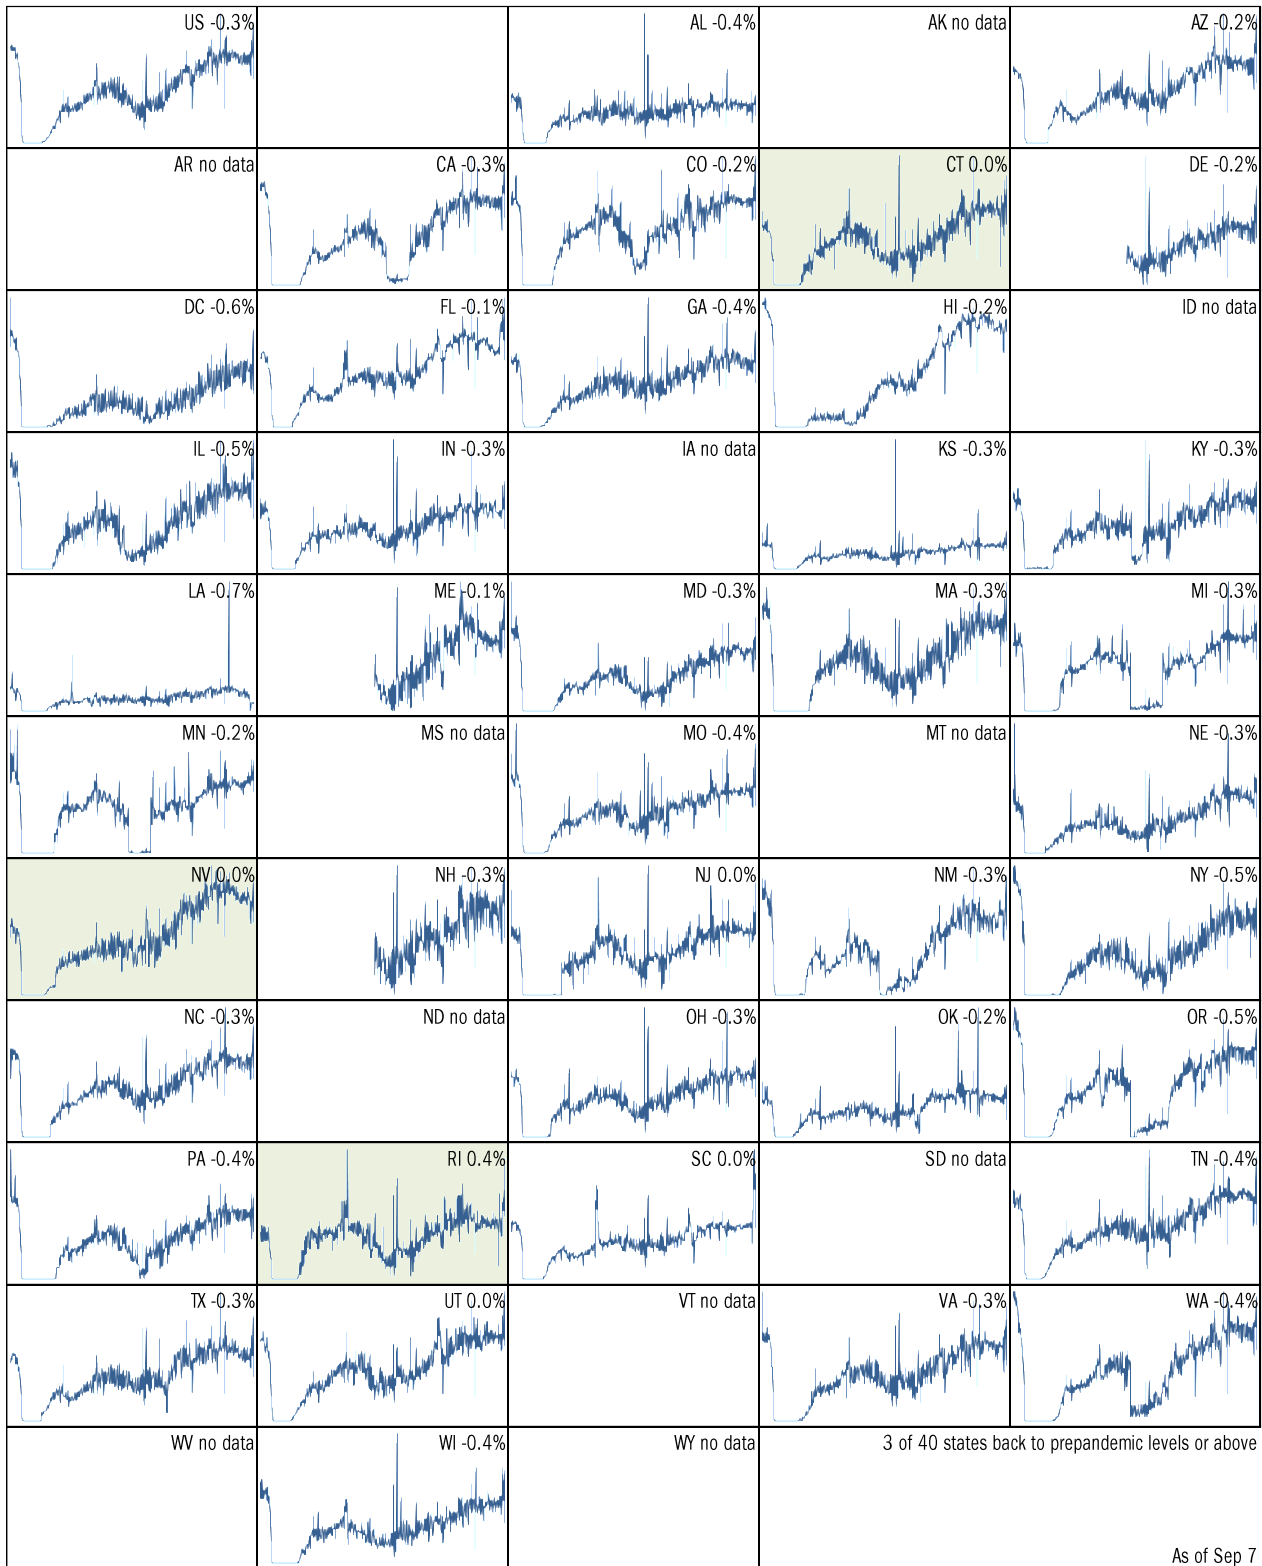 US -0.3%
AL -0.4%
AK no data
AZ -0.2%
AR no data
CA -0.3%
CO -0.2%
CT 0.0%
DE -0.2%
DC -0.6%
FL -0.1%
GA -0.4%
HI -0.2%
ID no data
IL -0.5%
IN -0.3%
IA no data
KS -0.3%
KY -0.3%
LA -0.7%
ME -0.1%
MD -0.3%
MA -0.3%
MI -0.3%
MN -0.2%
MS no data
MO -0.4%
MT no data
NE -0.3%
NV 0.0%
NH -0.3%
NJ 0.0%
NM -0.3%
NY -0.5%
NC -0.3%
ND no data
OH -0.3%
OK -0.2%
OR -0.5%
PA -0.4%
RI 0.4%
SC 0.0%
SD no data
TN -0.4%
TX -0.3%
UT 0.0%
VT no data
VA -0.3%
WA -0.4%
WV no data
WI -0.4%
WY no data
3 of 40 states back to prepandemic levels or above
As of Sep 7